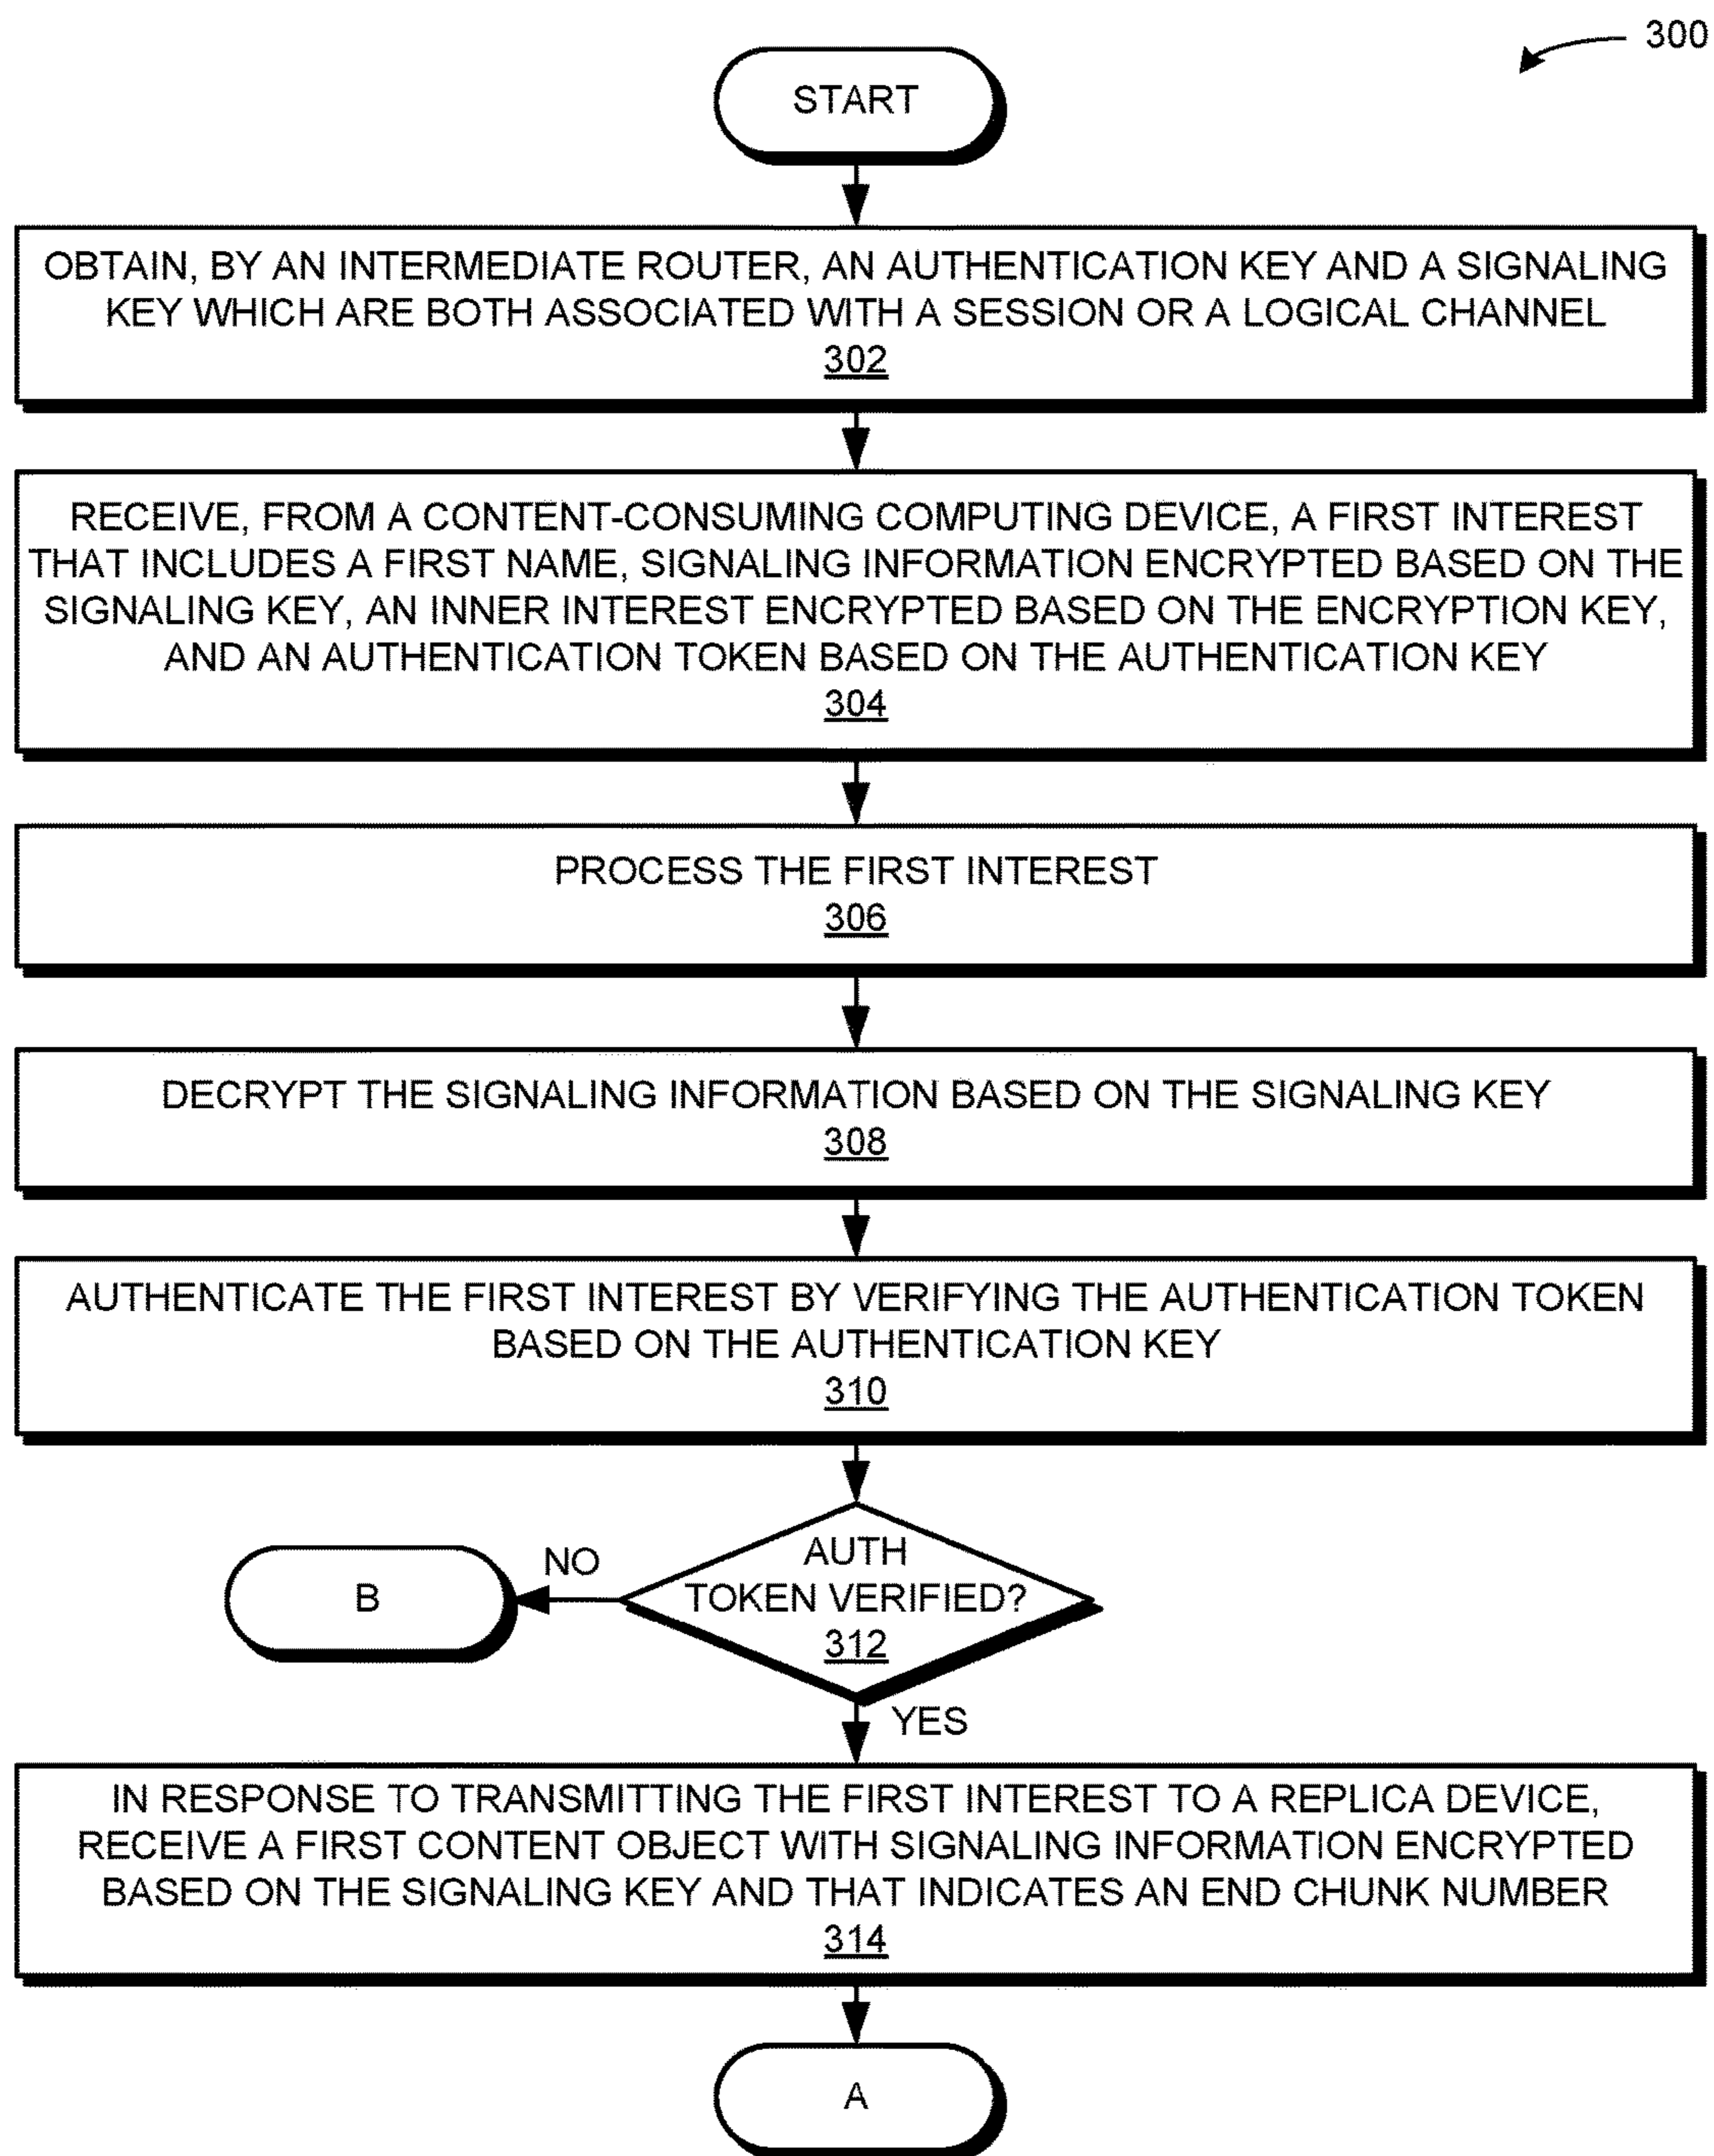 300
START
OBTAIN, BY AN INTERMEDIATE ROUTER, AN AUTHENTICATION KEY AND A SIGNALING
KEY WHICH ARE BOTH ASSOCIATED WITH A SESSION OR A LOGICAL CHANNEL
302
RECEIVE, FROM A CONTENT-CONSUMING COMPUTING DEVICE, A FIRST INTEREST
THAT INCLUDES A FIRST NAME, SIGNALING INFORMATION ENCRYPTED BASED ON THE
SIGNALING KEY, AN INNER INTEREST ENCRYPTED BASED ON THE ENCRYPTION KEY,
AND AN AUTHENTICATION TOKEN BASED ON THE AUTHENTICATION KEY
304
PROCESS THE FIRST INTEREST
306
DECRYPT THE SIGNALING INFORMATION BASED ON THE SIGNALING KEY
308
AUTHENTICATE THE FIRST INTEREST BY VERIFYING THE AUTHENTICATION TOKEN
BASED ON THE AUTHENTICATION KEY
310
AUTH
TOKEN VERIFIED?
312
NO
B
YES
IN RESPONSE TO TRANSMITTING THE FIRST INTEREST TO A REPLICA DEVICE,
RECEIVE A FIRST CONTENT OBJECT WITH SIGNALING INFORMATION ENCRYPTED
BASED ON THE SIGNALING KEY AND THAT INDICATES AN END CHUNK NUMBER
314
A